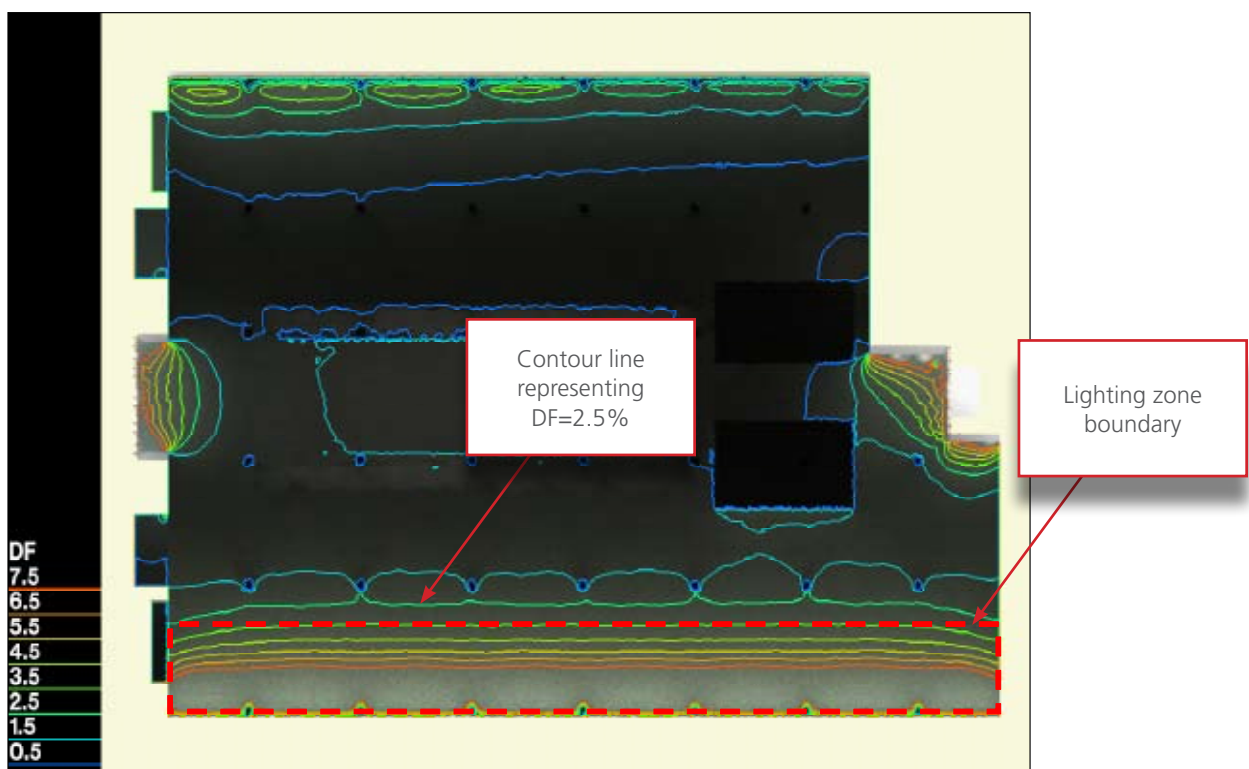 Contour line
representing
DF=2.5%
Lighting zone
boundary
DF
7.5
6.5
5.5
4.5
3.5
2.5
1.5
0.5